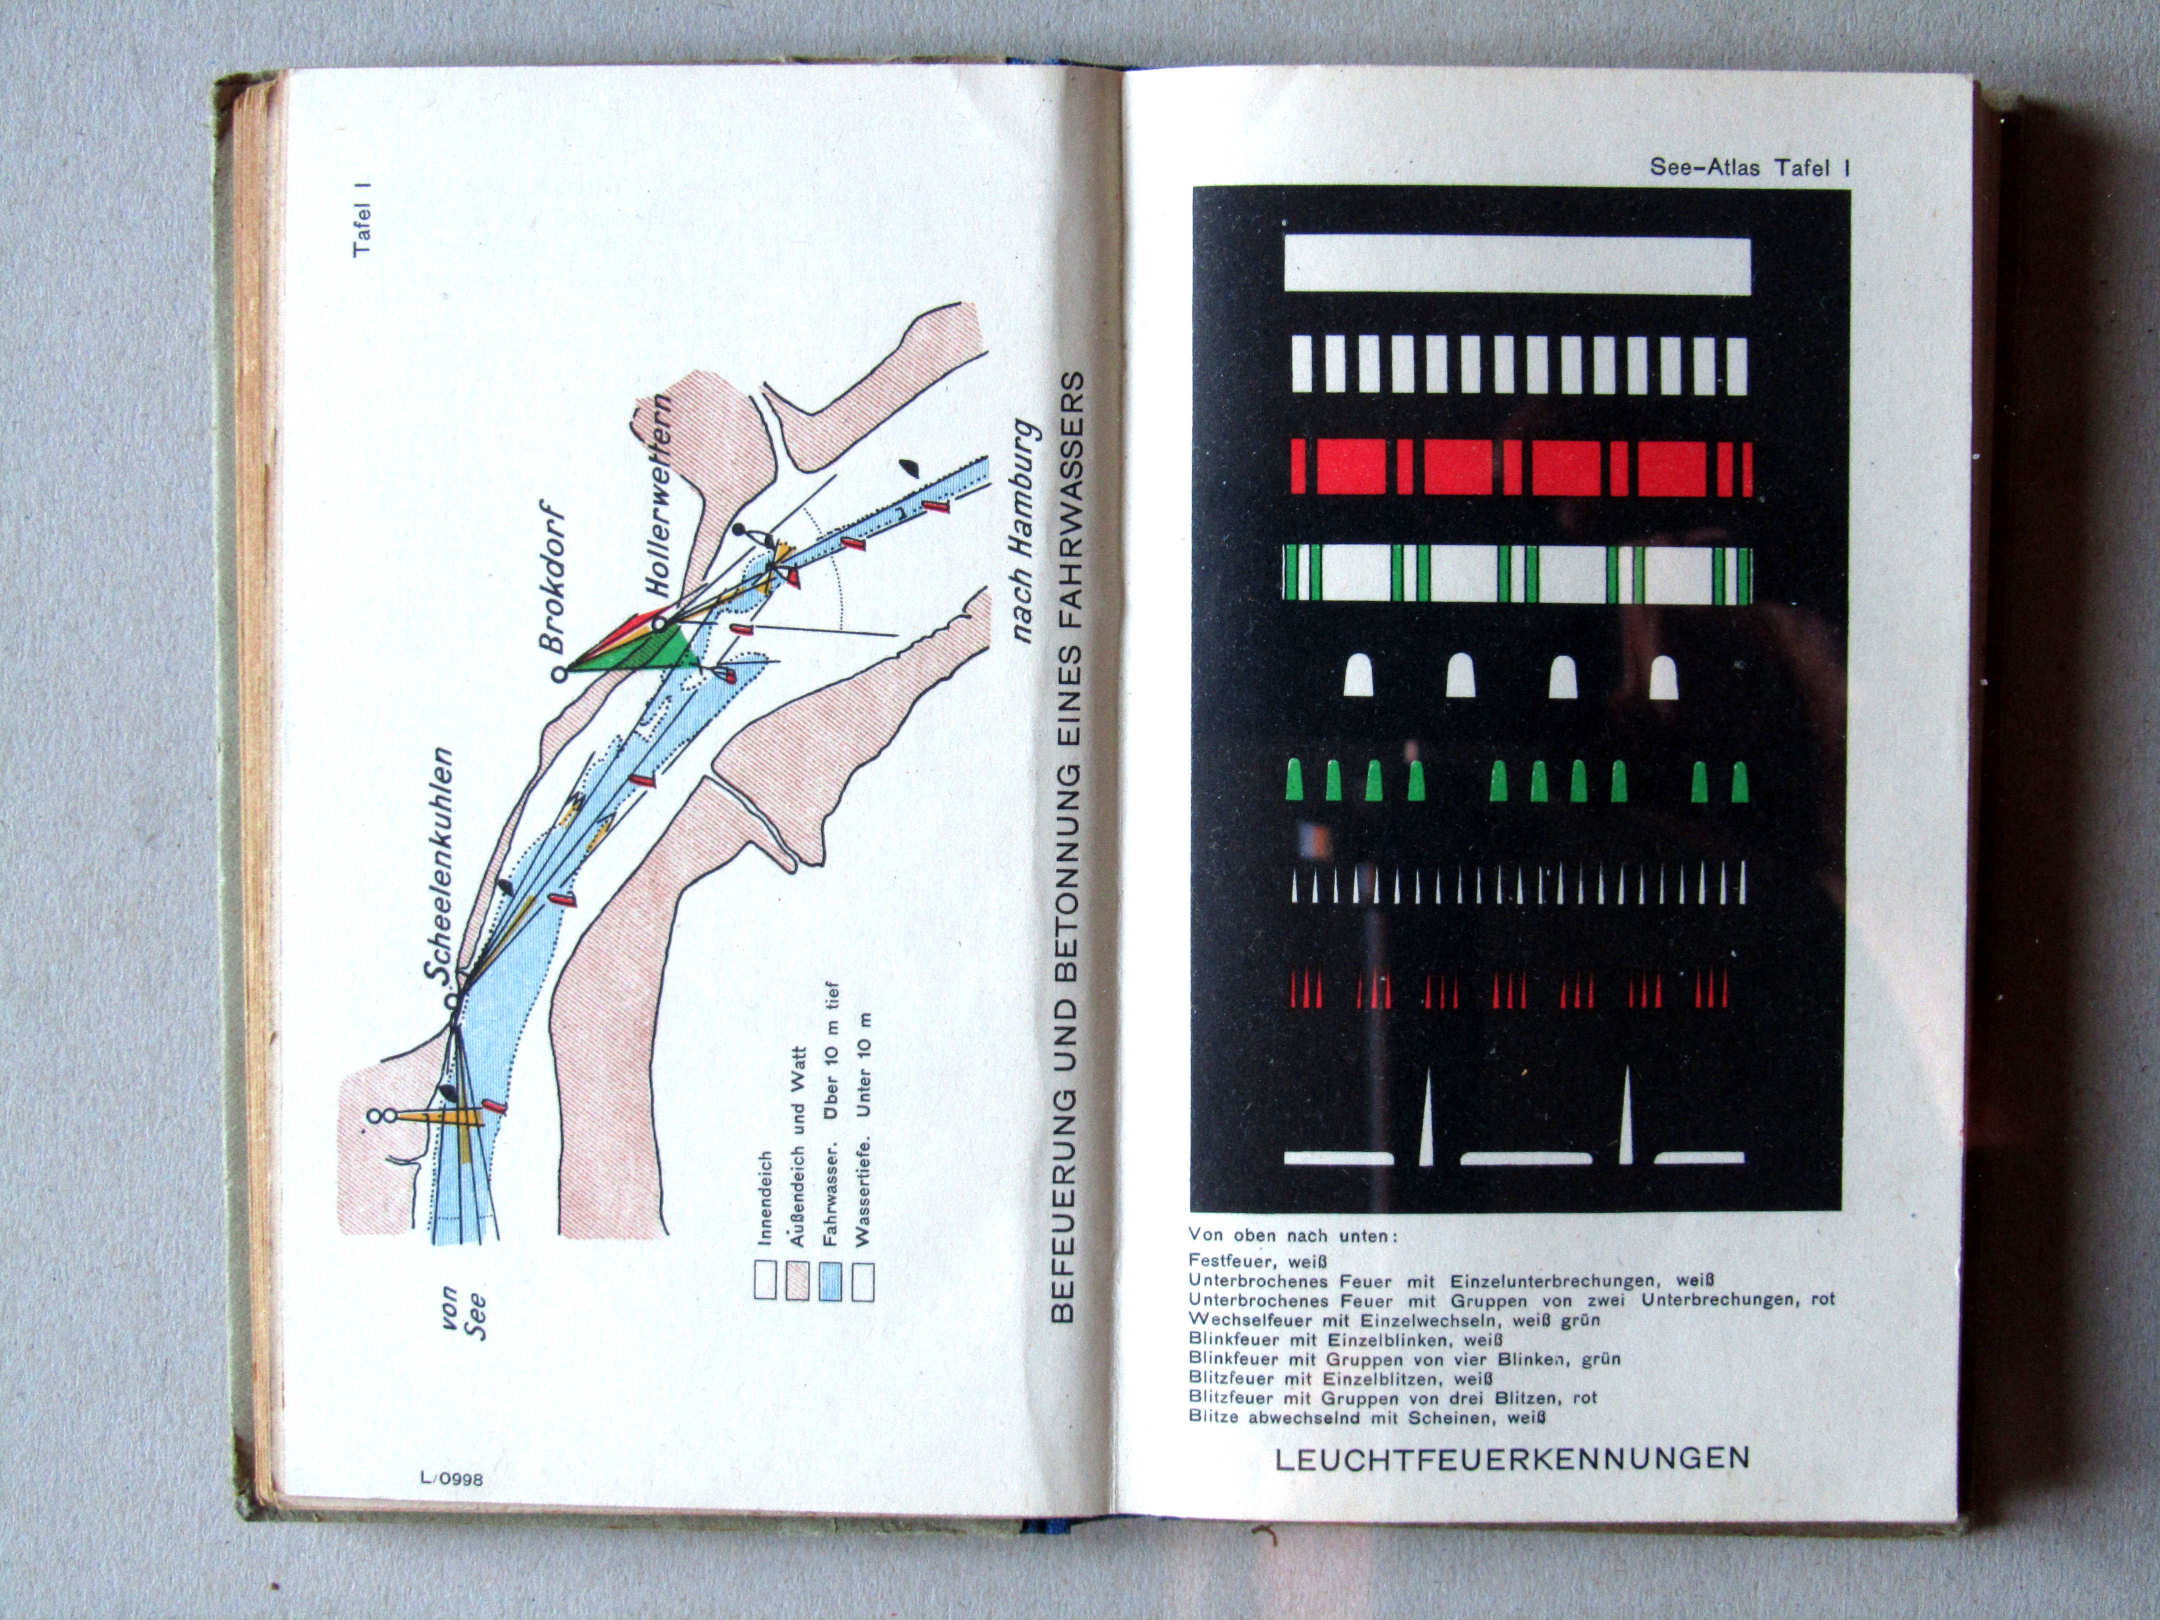 Tafel I
Scheelenkuhlen
Brokdorf
Hollerwettern
von
See
nach Hamburg
Innendeich
Außendeich und Watt
Fahrwasser. Über 10 m tief
Wassertiefe. Unter 10 m
BEFEUERUNG UND BETONNUNG EINES FAHRWASSERS
L/0998
See-Atlas Tafel I
Von oben nach unten:
Festfeuer, weiß
Unterbrochenes Feuer mit Einzelunterbrechungen, weiß
Unterbrochenes Feuer mit Gruppen von zwei Unterbrechungen, rot
Wechselfeuer mit Einzelwechseln, weiß grün
Blinkfeuer mit Einzelblinken, weiß
Blinkfeuer mit Gruppen von vier Blinken, grün
Blitzfeuer mit Einzelblitzen, weiß
Blitzfeuer mit Gruppen von drei Blitzen, rot
Blitze abwechselnd mit Scheinen, weiß
LEUCHTFEUERKENNUNGEN